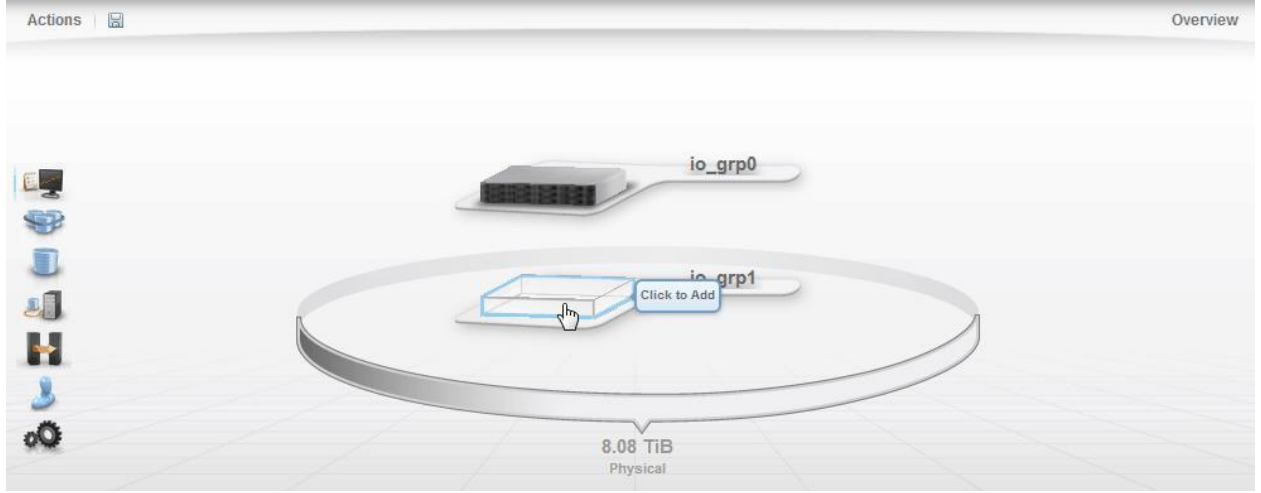 Actions
Overview
io_grp0
io_grp1
Click to Add
8.08 TiB
Physical